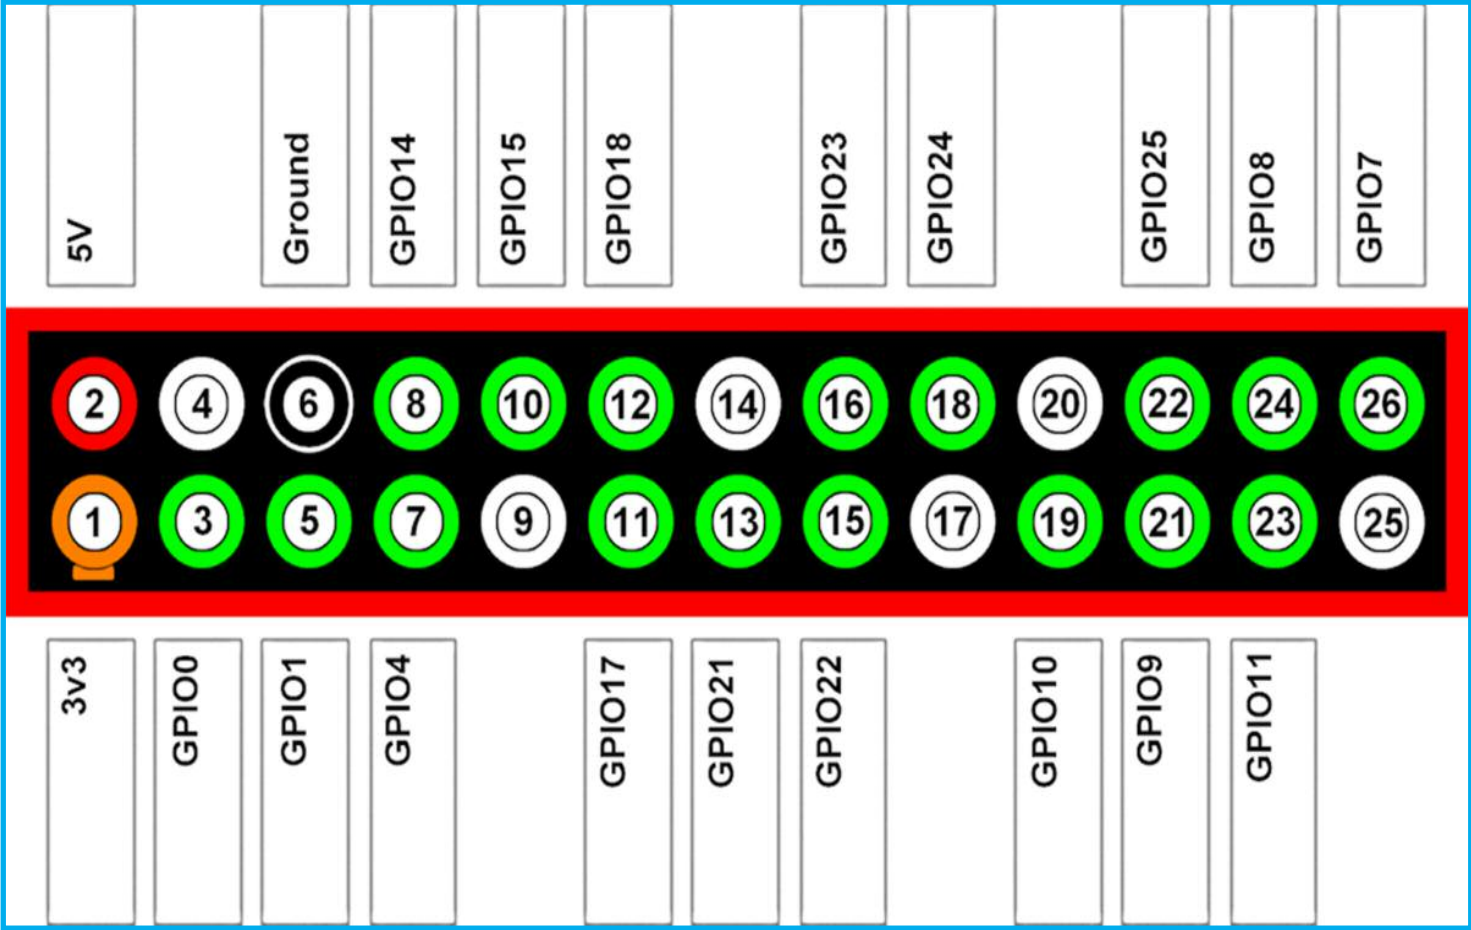 5V
Ground
GPIO14
GPIO15
GPIO18
GPIO23
GPIO24
GPIO25
GPIO8
GPIO7
2 4 6 8 10 12 14 16 18 20 22 24 26
1 3 5 7 9 11 13 15 17 19 21 23 25
3v3
GPIO0
GPIO1
GPIO4
GPIO17
GPIO21
GPIO22
GPIO10
GPIO9
GPIO11